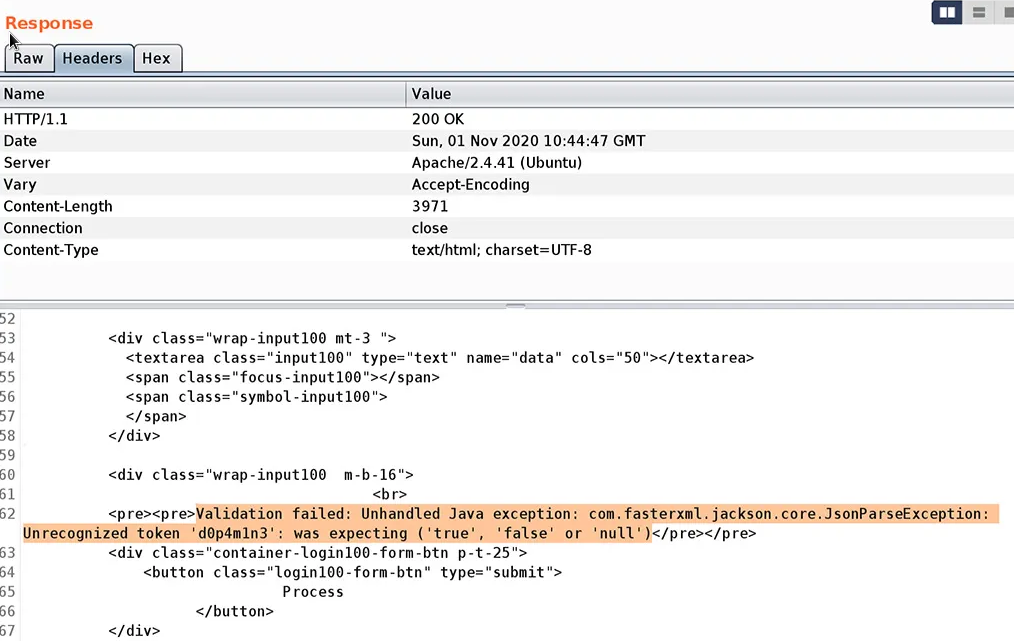 Response
Raw Headers Hex
Name Value
HTTP/1.1 200 OK
Date Sun, 01 Nov 2020 10:44:47 GMT
Server Apache/2.4.41 (Ubuntu)
Vary Accept-Encoding
Content-Length 3971
Connection close
Content-Type text/html; charset=UTF-8
52
53 <div class="wrap-input100 mt-3 ">
54 <textarea class="input100" type="text" name="data" cols="50"></textarea>
55 <span class="focus-input100"></span>
56 <span class="symbol-input100">
57 </span>
58 </div>
59
60 <div class="wrap-input100  m-b-16">
61 <br>
62 <pre><pre>Validation failed: Unhandled Java exception: com.fasterxml.jackson.core.JsonParseException:
Unrecognized token 'd0p4m1n3': was expecting ('true', 'false' or 'null')</pre></pre>
63 <div class="container-login100-form-btn p-t-25">
64 <button class="login100-form-btn" type="submit">
65 Process
66 </button>
67 </div>